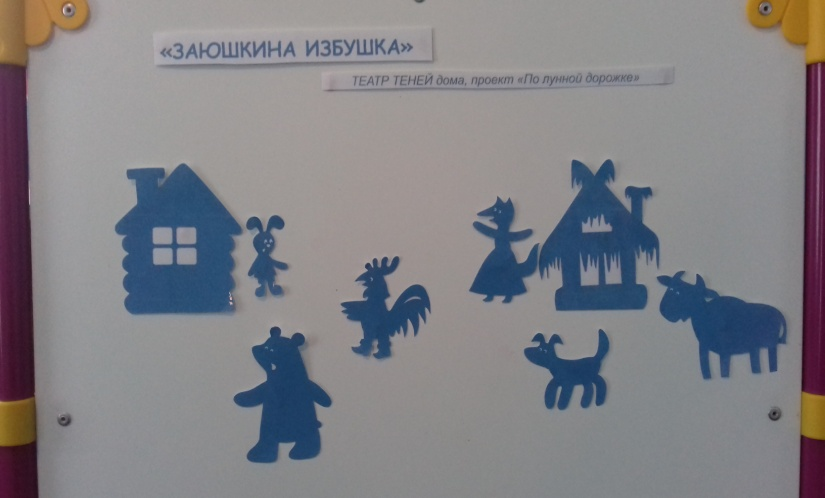 «ЗАЮШКИНА ИЗБУШКА»
ТЕАТР ТЕНЕЙ дома, проект «По лунной дорожке»